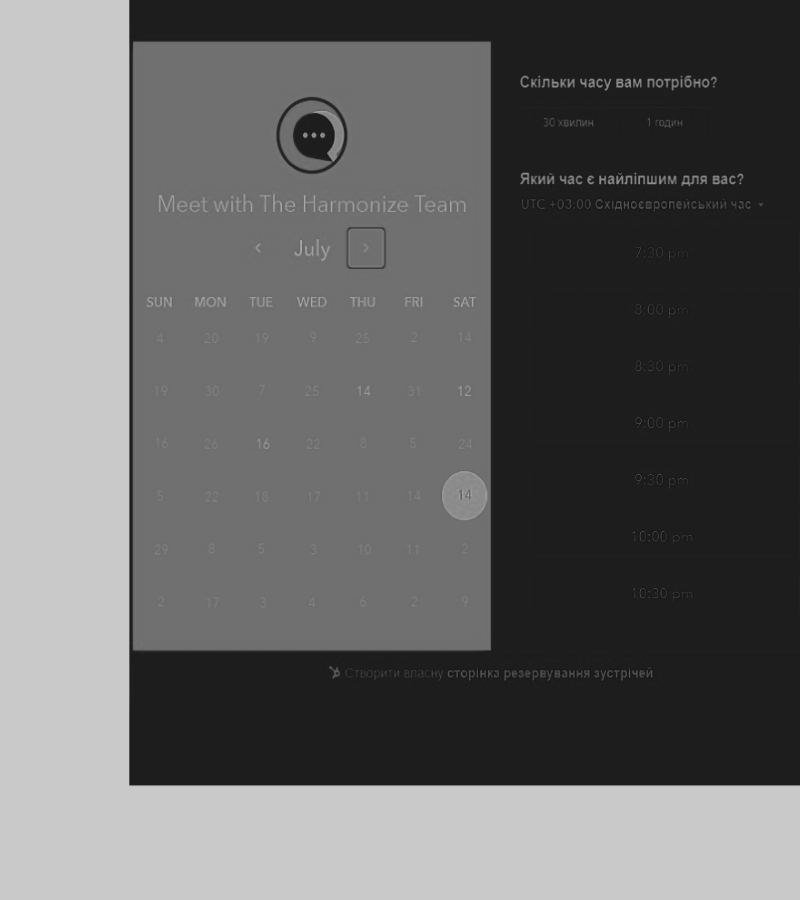 Meet with The Harmonize Team
July
SUN MON TUE WED THU FRI SAT
4 20 19 9 25 2 14
19 30 7 25 14 31 12
16 26 16 22 8 5 24
5 22 18 17 11 14 14
29 8 5 3 10 11 2
2 17 3 4 6 2 9
Скільки часу вам потрібно?
30 хвилин 1 годин
Який час є найліпшим для вас?
UTC +03:00 Східноєвропейський час
7:30 pm
8:00 pm
8:30 pm
9:00 pm
9:30 pm
10:00 pm
10:30 pm
Створити власну сторінка резервування зустрічей